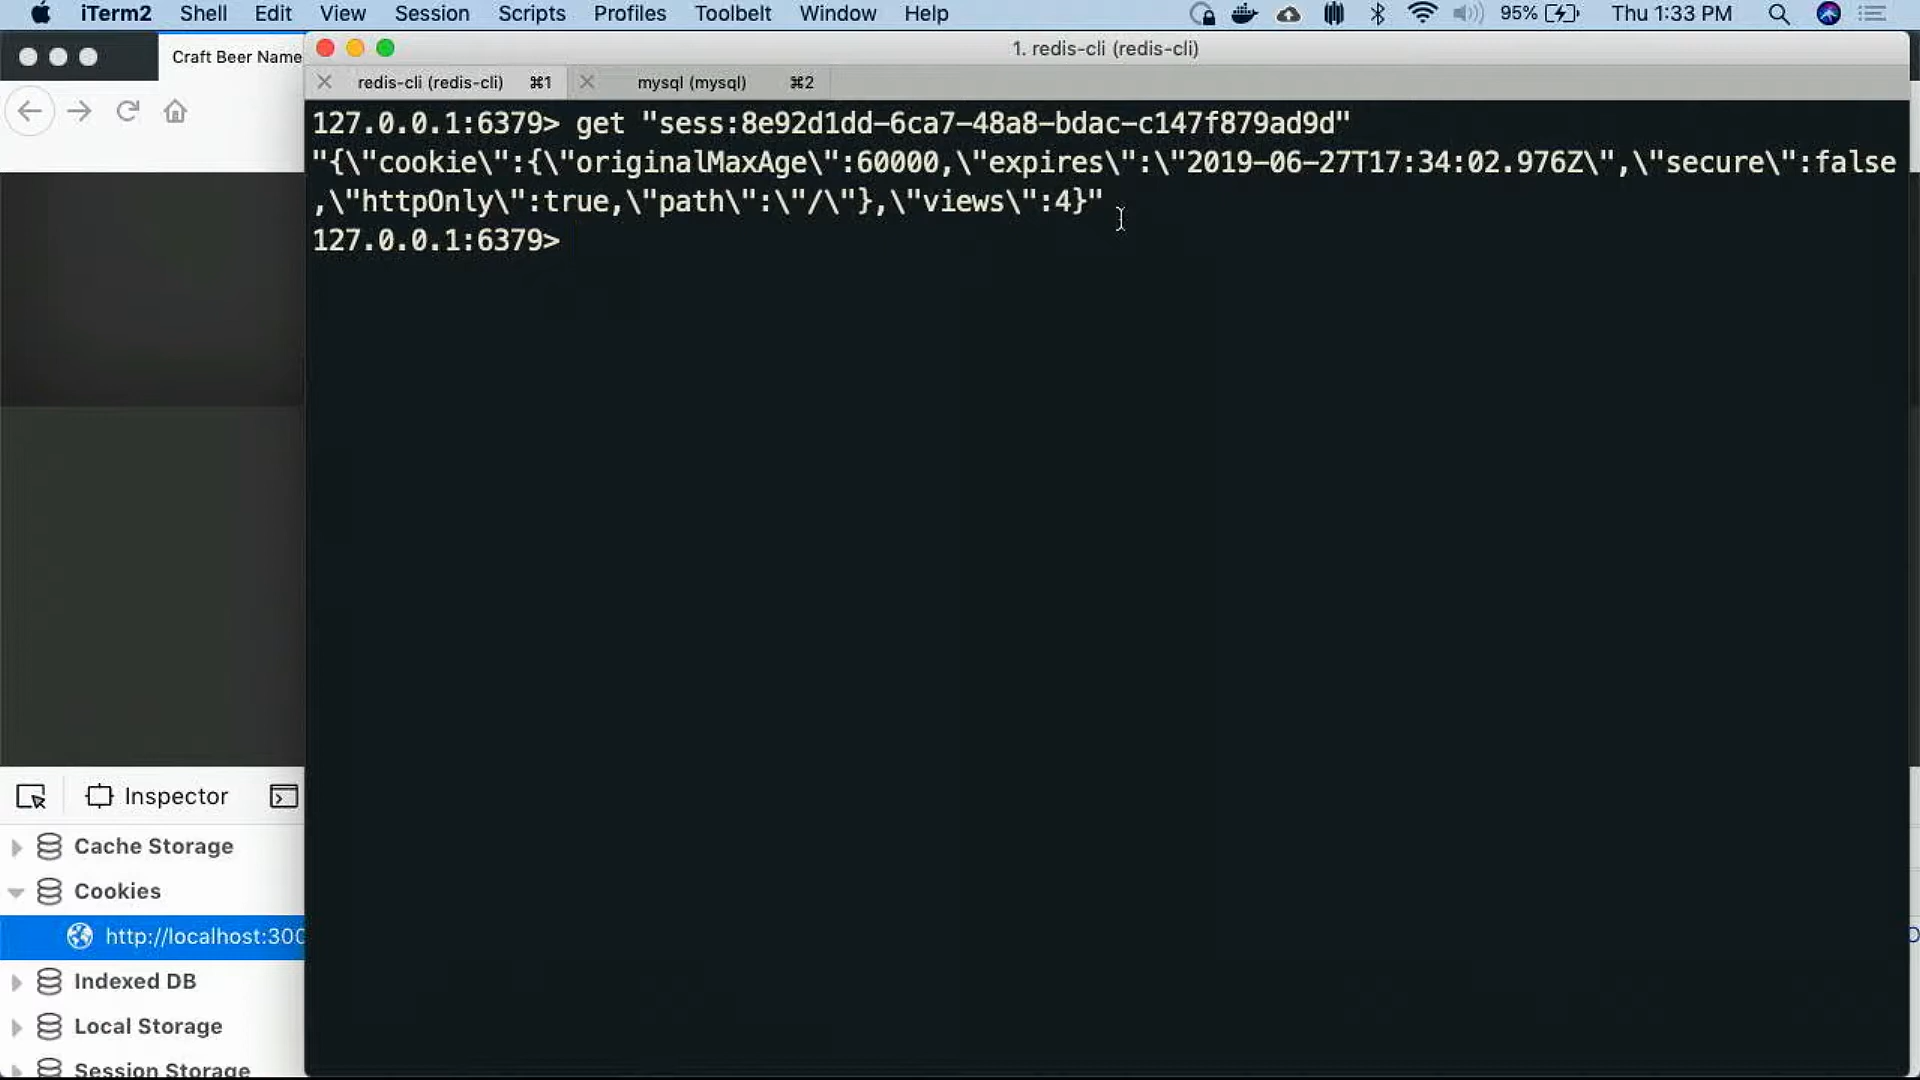 iTerm2 Shell Edit View Session Scripts Profiles Toolbelt Window Help 95% Thu 1:33 PM
Craft Beer Name
1. redis-cli (redis-cli)
redis-cli (redis-cli) ⌘1 mysql (mysql) ⌘2
127.0.0.1:6379> get "sess:8e92d1dd-6ca7-48a8-bdac-c147f879ad9d"
"{\"cookie\":{\"originalMaxAge\":60000,\"expires\":\"2019-06-27T17:34:02.976Z\",\"secure\":false
,\"httpOnly\":true,\"path\":\"/\"},\"views\":4}"
127.0.0.1:6379>
Inspector
Cache Storage
Cookies
http://localhost:300
Indexed DB
Local Storage
Session Storage